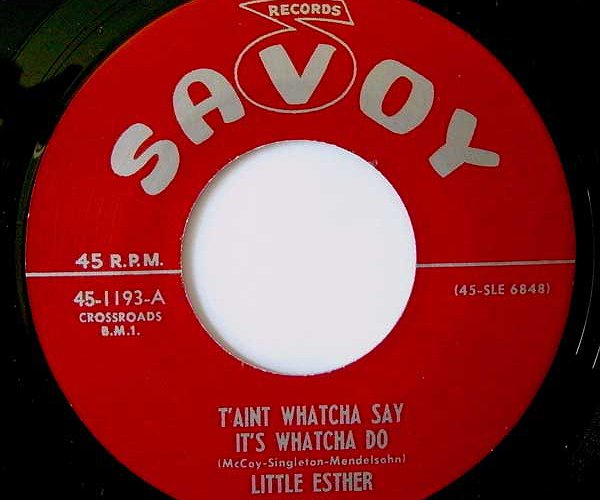 RECORDS
SAVOY
45 R.P.M.
45-1193-A
CROSSROADS
B.M.I.
(45-SLE 6848)
T'AINT WHATCHA SAY
IT'S WHATCHA DO
(McCoy-Singleton-Mendelsohn)
LITTLE ESTHER